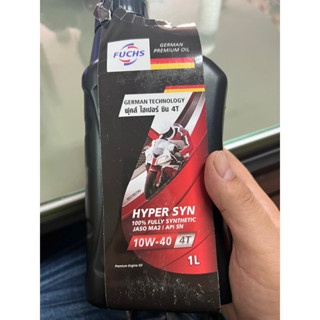 FUCHS
GERMAN
PREMIUM OIL
GERMAN TECHNOLOGY
ฟุคส์ ไฮเปอร์ ซิน 4T
HYPER SYN
100% FULLY SYNTHETIC
JASO MA2 / API SN
10W-40 4T
Premium Engine Oil
1L